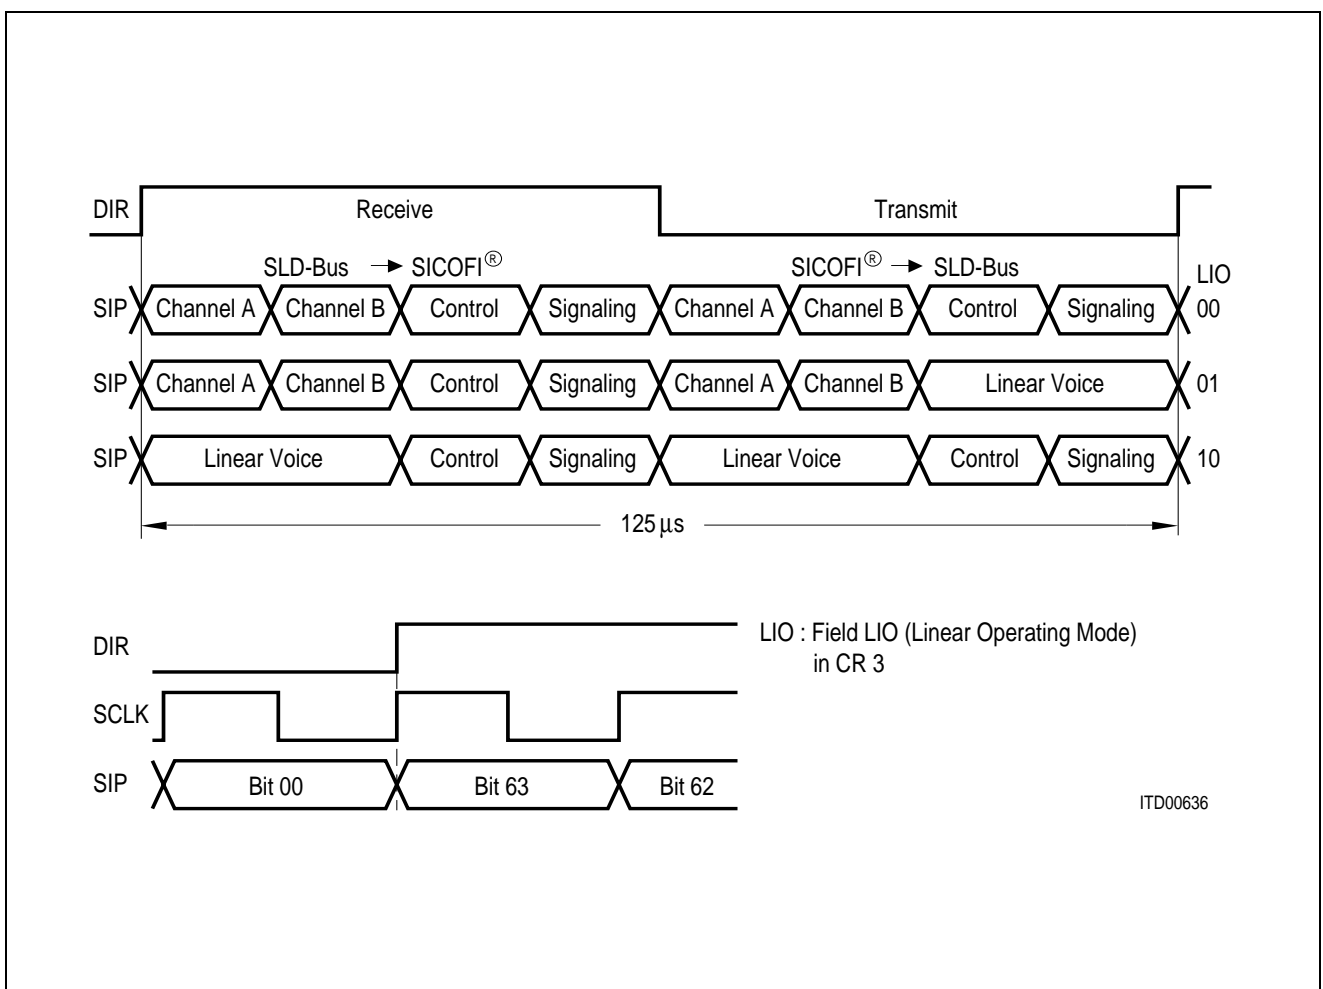 DIR Receive Transmit
SLD-Bus → SICOFI® SICOFI® → SLD-Bus LIO
SIP Channel A Channel B Control Signaling Channel A Channel B Control Signaling 00
SIP Channel A Channel B Control Signaling Channel A Channel B Linear Voice 01
SIP Linear Voice Control Signaling Linear Voice Control Signaling 10
125 µs
DIR LIO : Field LIO (Linear Operating Mode)
in CR 3
SCLK
SIP Bit 00 Bit 63 Bit 62
ITD00636